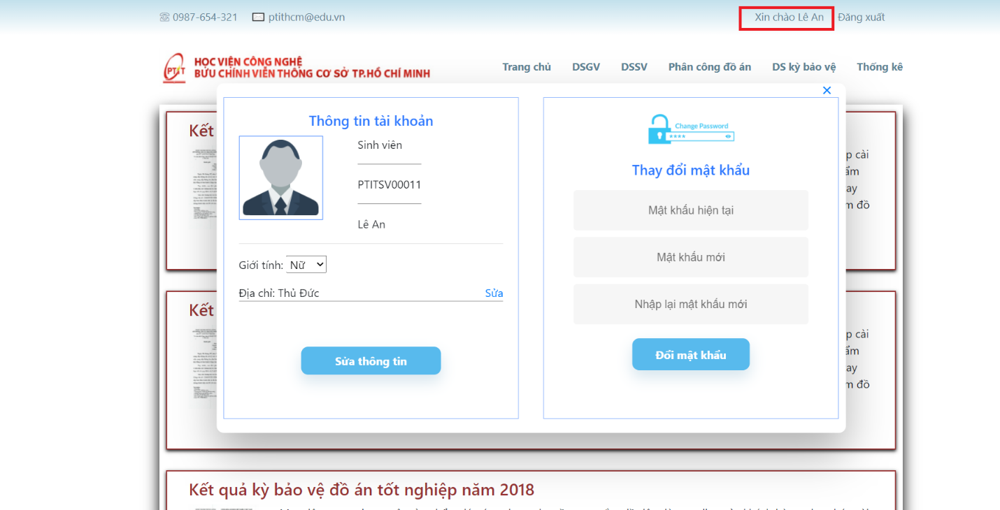 0987-654-321 ptithcm@edu.vn Xin chào Lê An Đăng xuất
PTIT HỌC VIỆN CÔNG NGHỆ
BƯU CHÍNH VIỄN THÔNG CƠ SỞ TP.HỒ CHÍ MINH
Trang chủ DSGV DSSV Phân công đồ án DS kỳ bảo vệ Thống kê
×
Thông tin tài khoản
Sinh viên
PTITSV00011
Lê An
Giới tính: Nữ
Địa chỉ: Thủ Đức Sửa
Sửa thông tin
Change Password
****
Thay đổi mật khẩu
Mật khẩu hiện tại
Mật khẩu mới
Nhập lại mật khẩu mới
Đổi mật khẩu
Kết
cài
đồ
Kết
cài
đồ
Kết quả kỳ bảo vệ đồ án tốt nghiệp năm 2018